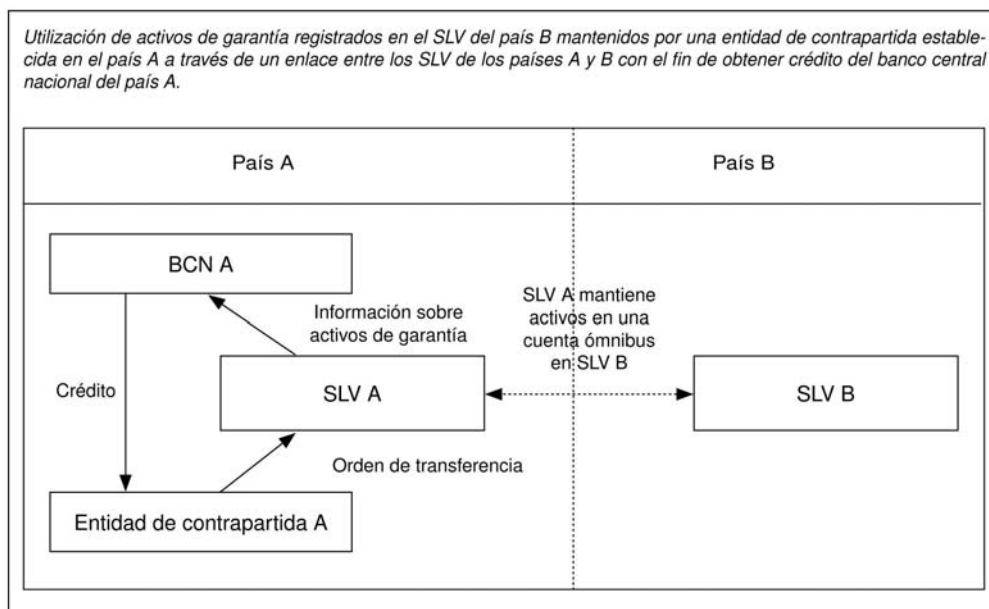 Utilización de activos de garantía registrados en el SLV del país B mantenidos por una entidad de contrapartida estable-
cida en el país A a través de un enlace entre los SLV de los países A y B con el fin de obtener crédito del banco central
nacional del país A.
País A
País B
BCN A
Información sobre
activos de garantía
SLV A mantiene
activos en una
cuenta ómnibus
en SLV B
Crédito
SLV A
SLV B
Orden de transferencia
Entidad de contrapartida A